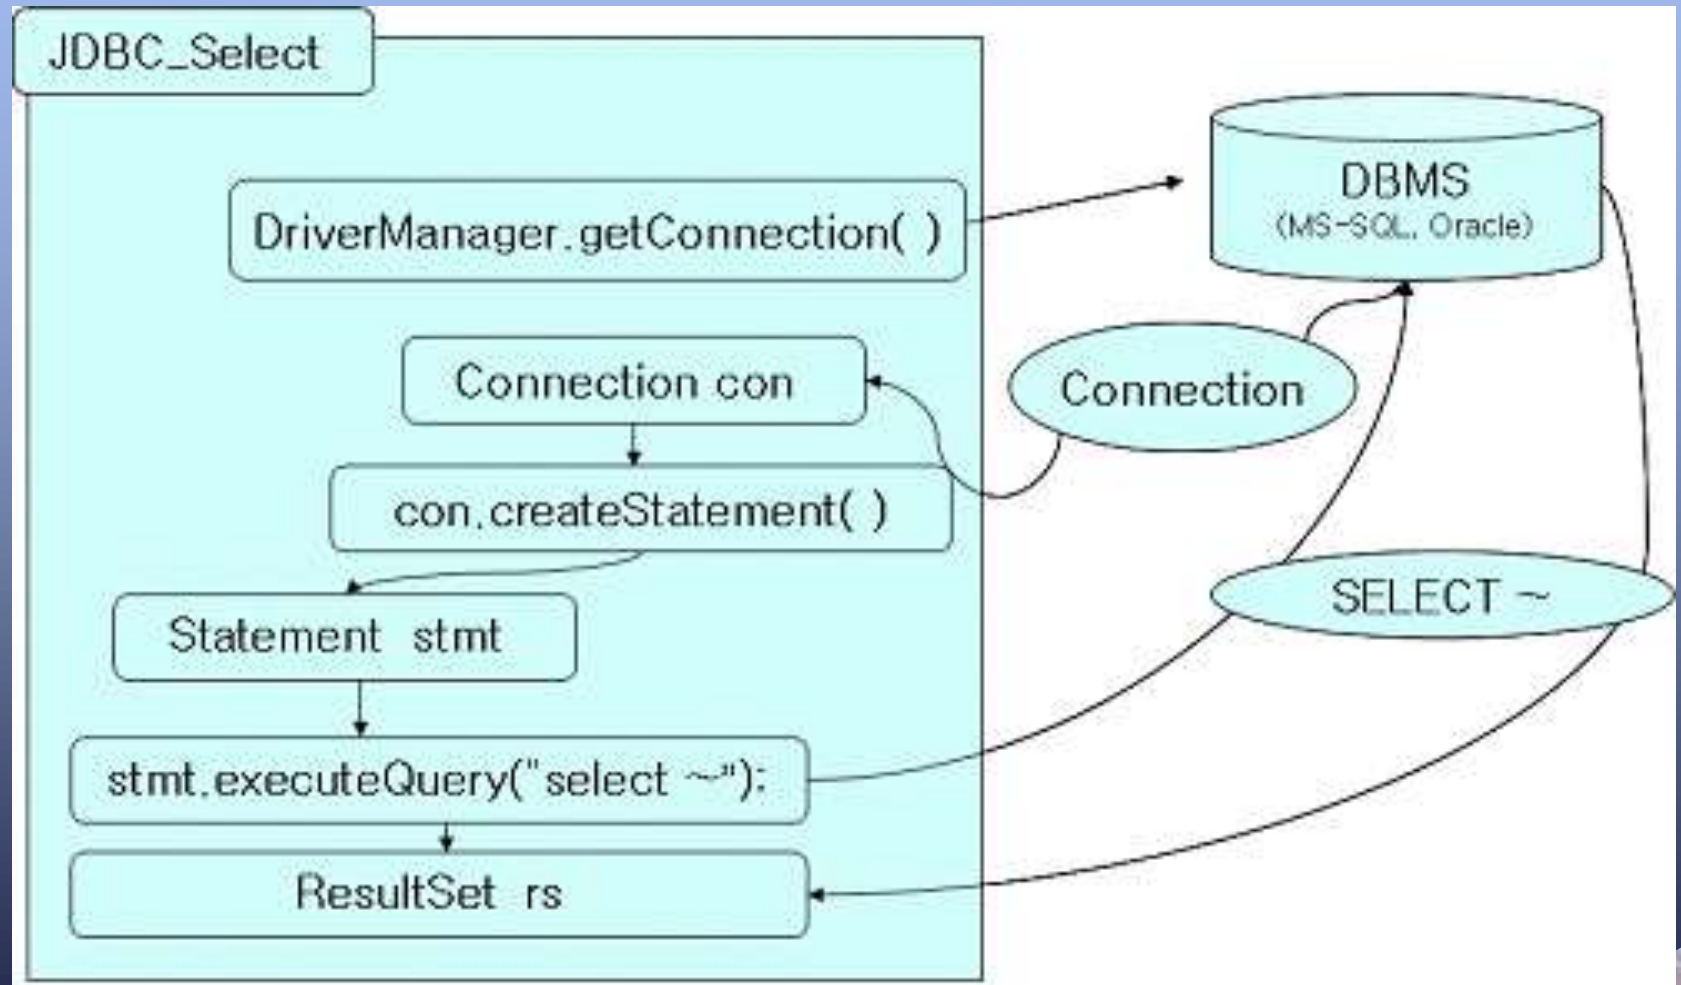 JDBC_Select
DriverManager.getConnection( )
DBMS
(MS-SQL, Oracle)
Connection con
Connection
con.createStatement( )
SELECT ~
Statement stmt
stmt.executeQuery("select ~");
ResultSet rs